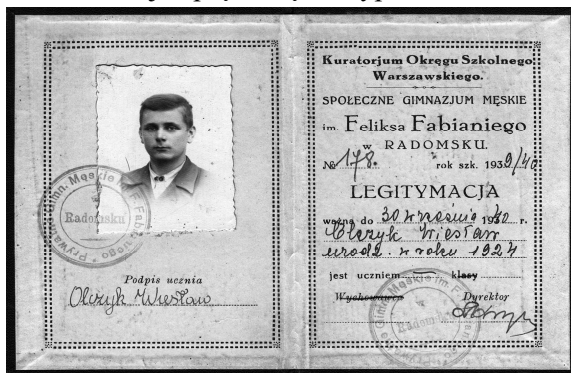 Radomsku
Podpis ucznia
Olczyk Wiesław
Kuratorjum Okręgu Szkolnego
Warszawskiego.
SPOŁECZNE GIMNAZJUM MĘSKIE
im. Feliksa Fabianiego
w RADOMSKU.
№ 178. rok szk. 1939/40
LEGITYMACJA
ważna do 30 września 1940 r.
Olczyk Wiesław
urodz. w roku 1924
jest uczniem klasy
Wychowawca Dyrektor